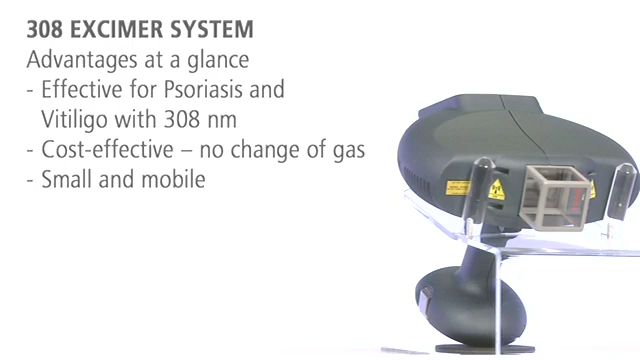 308 EXCIMER SYSTEM
Advantages at a glance
- Effective for Psoriasis and
Vitiligo with 308 nm
- Cost-effective – no change of gas
- Small and mobile